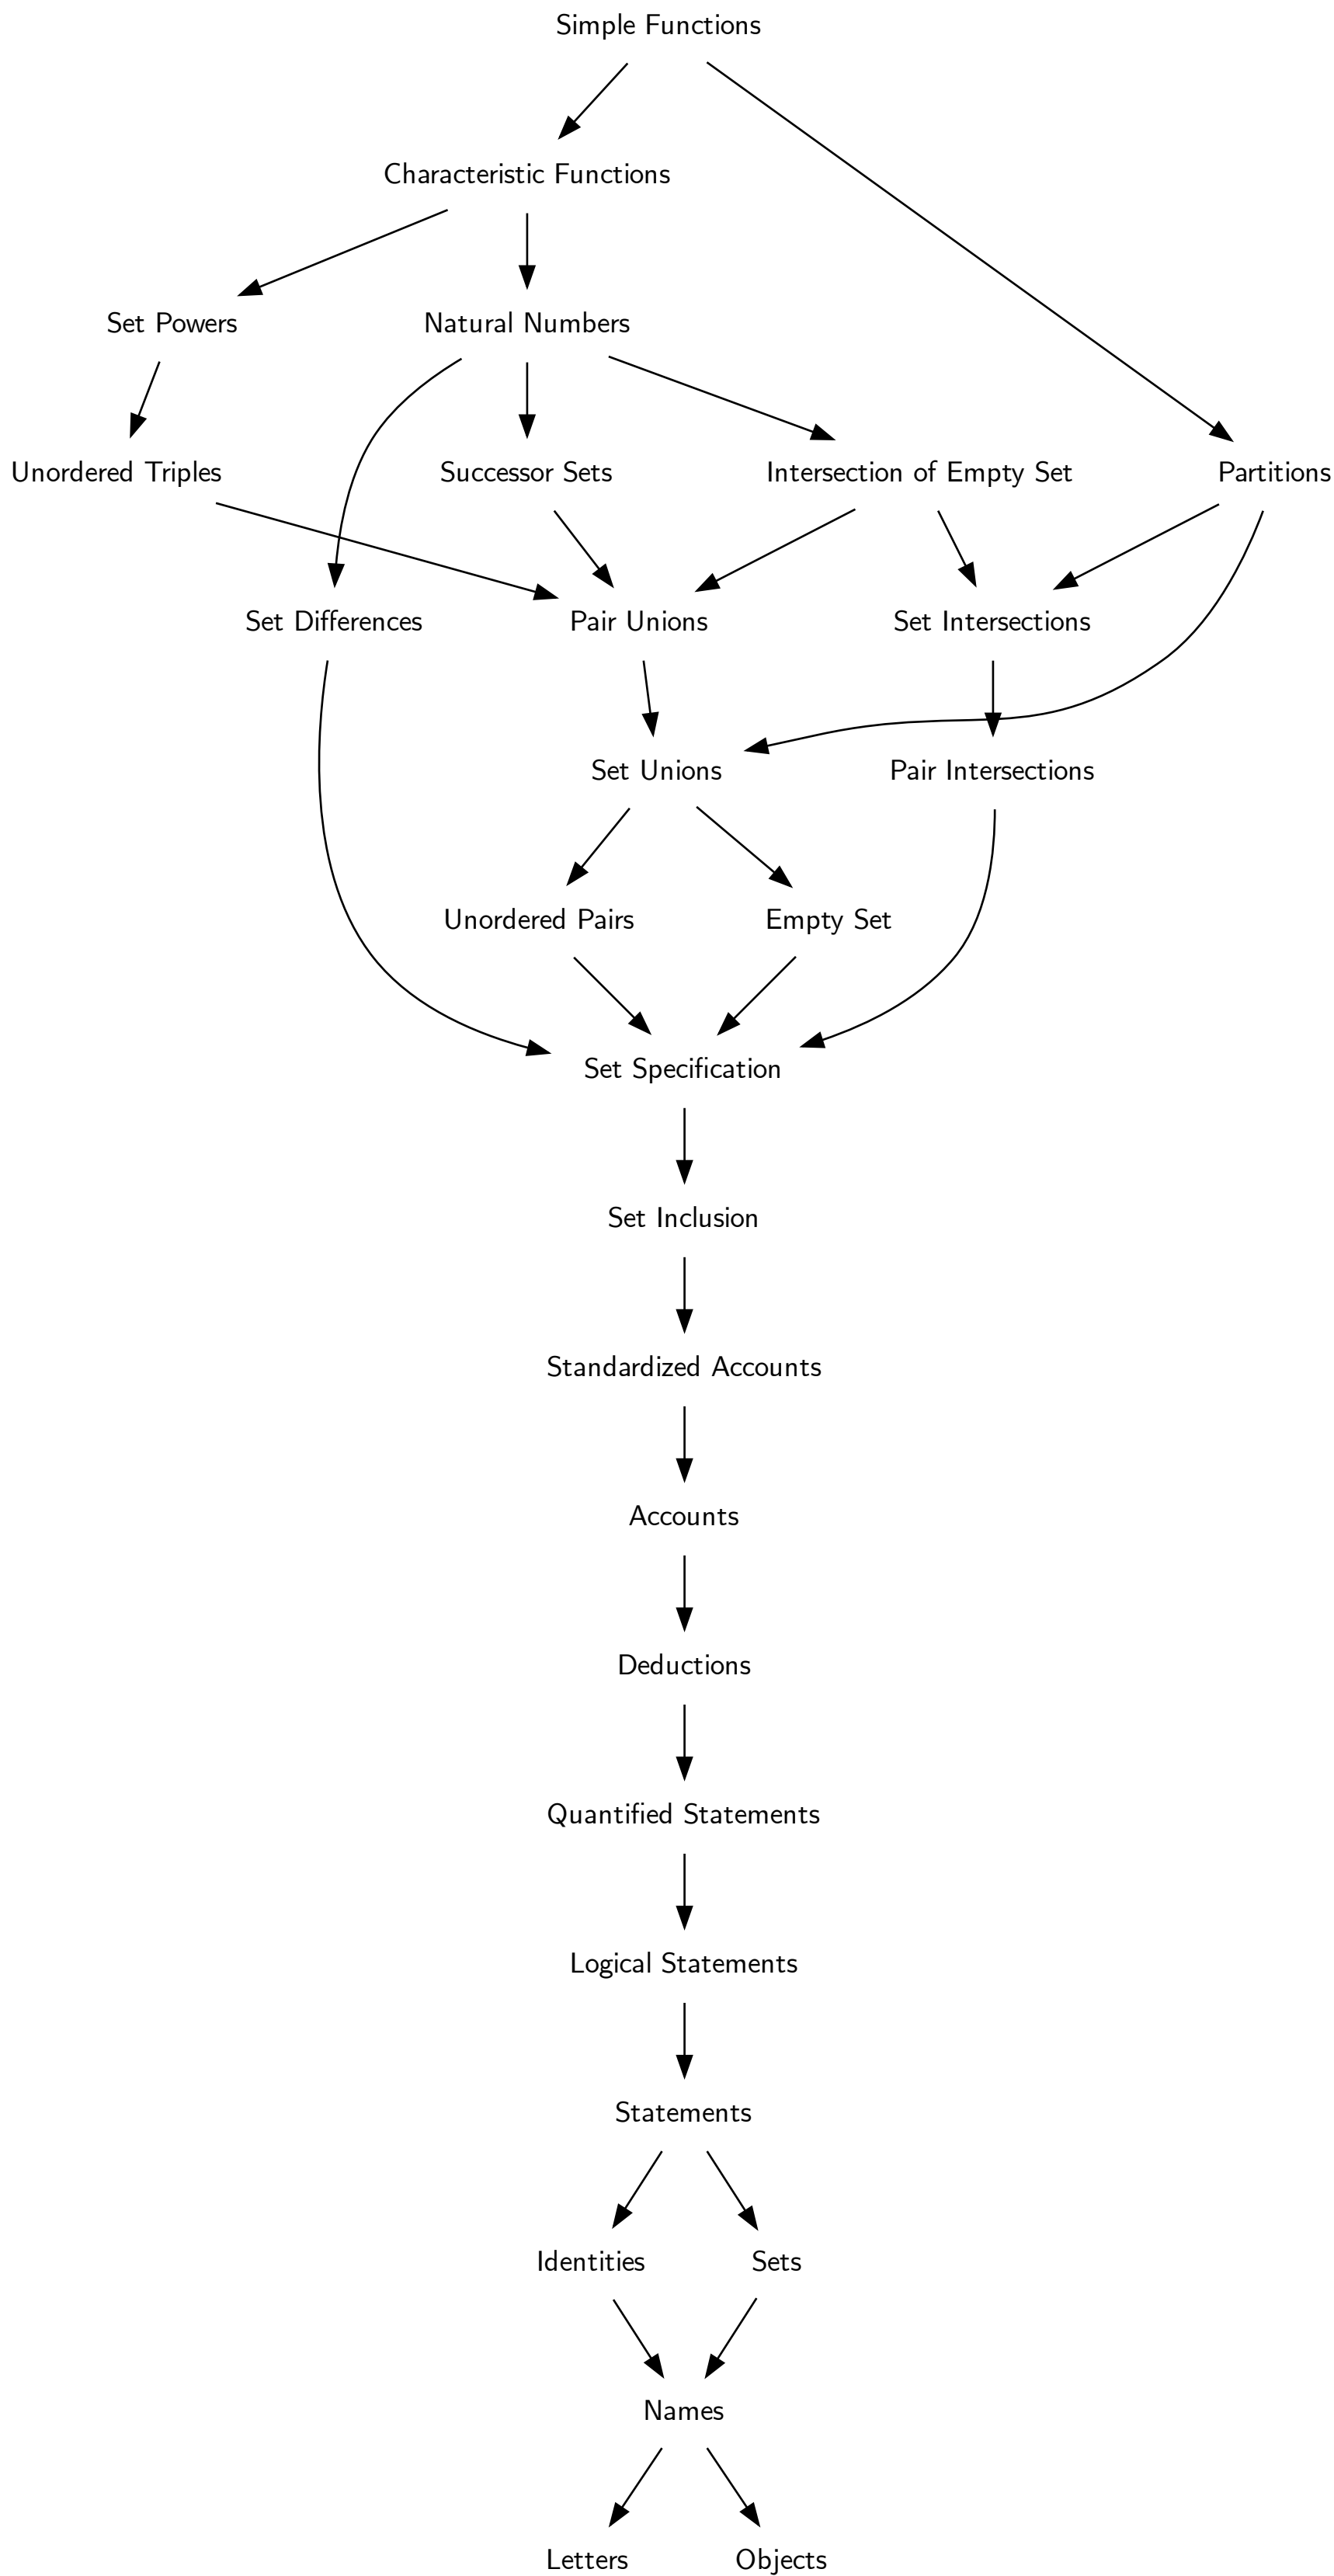 Simple Functions
Characteristic Functions
Set Powers
Natural Numbers
Unordered Triples
Successor Sets
Intersection of Empty Set
Partitions
Set Differences
Pair Unions
Set Intersections
Set Unions
Pair Intersections
Unordered Pairs
Empty Set
Set Specification
Set Inclusion
Standardized Accounts
Accounts
Deductions
Quantified Statements
Logical Statements
Statements
Identities
Sets
Names
Letters
Objects